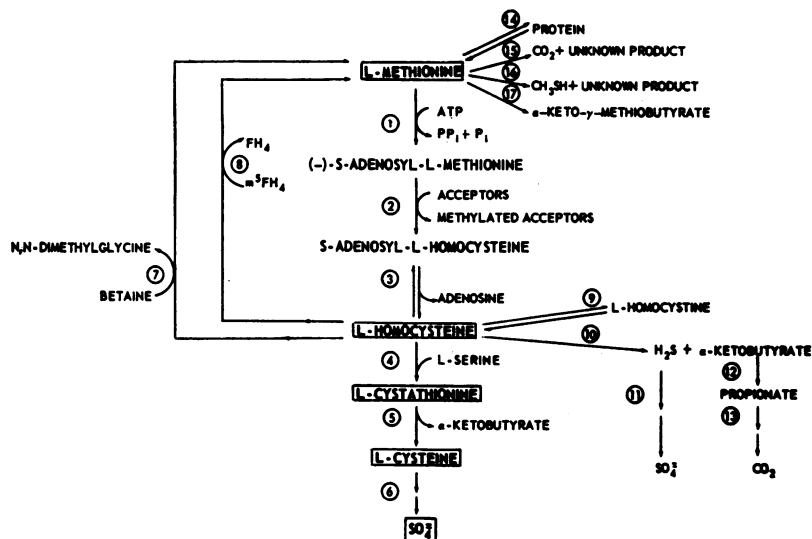 ⑭
PROTEIN
⑮
CO₂ + UNKNOWN PRODUCT
L-METHIONINE
⑯
CH₃SH + UNKNOWN PRODUCT
⑰
α-KETO-γ-METHIOBUTYRATE
①
ATP
PPᵢ + Pᵢ
FH₄
⑧
m⁵FH₄
(-)-S-ADENOSYL-L-METHIONINE
②
ACCEPTORS
METHYLATED ACCEPTORS
N,N-DIMETHYLGLYCINE
⑦
BETAINE
S-ADENOSYL-L-HOMOCYSTEINE
③
ADENOSINE
⑨
L-HOMOCYSTINE
L-HOMOCYSTEINE
⑩
H₂S + α-KETOBUTYRATE
④
L-SERINE
⑫
L-CYSTATHIONINE
⑪
PROPIONATE
⑤
α-KETOBUTYRATE
⑬
L-CYSTEINE
SO₄⁼
CO₂
⑥
SO₄⁼